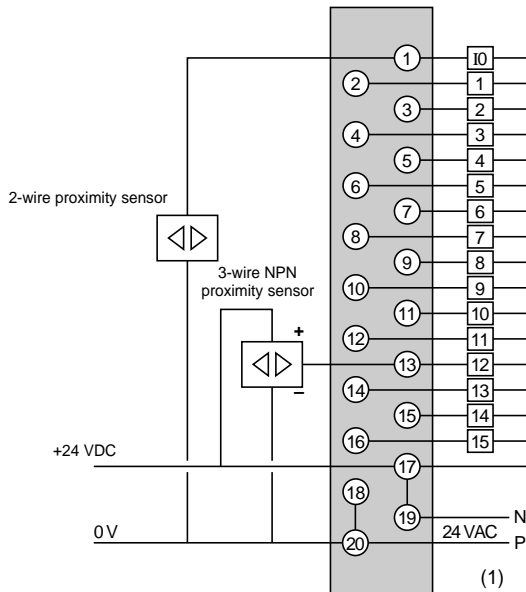 1 I0
2 1
3 2
4 3
5 4
6 5
2-wire proximity sensor
7 6
8 7
3-wire NPN
proximity sensor
9 8
10 9
11 10
+
12 11
13 12
–
14 13
15 14
16 15
+24 VDC
17
18
19 N
0 V
20 24 VAC P
(1)